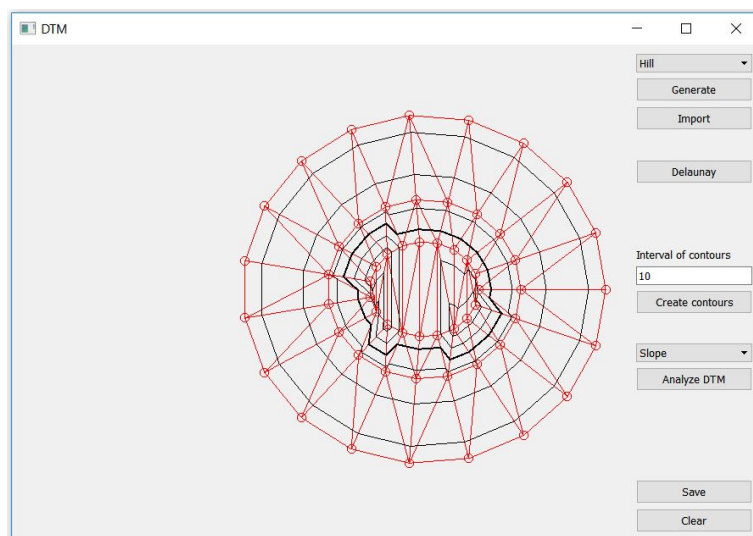 DTM
Hill
Generate
Import
Delaunay
Interval of contours
10
Create contours
Slope
Analyze DTM
Save
Clear